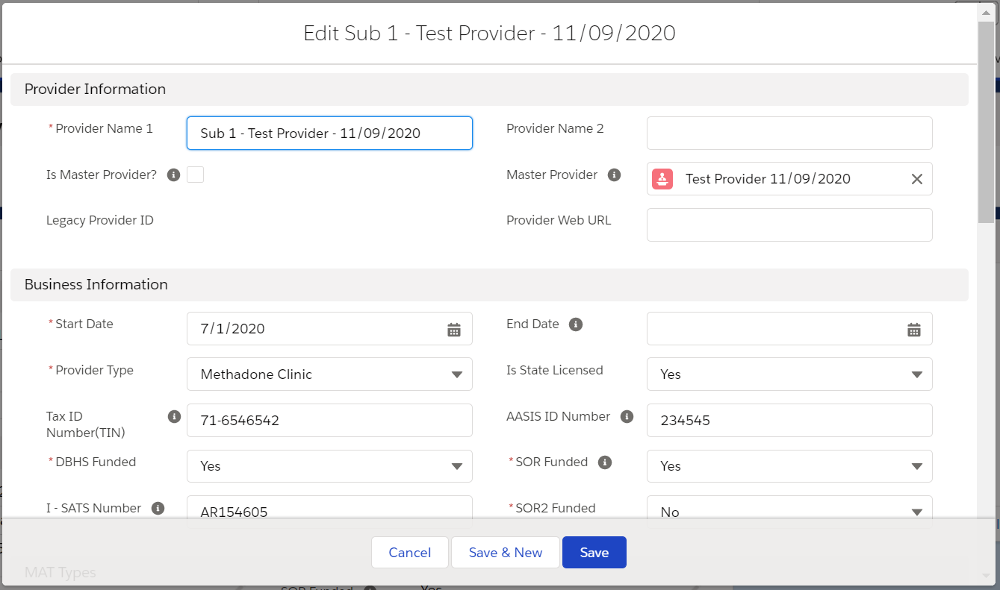 Edit Sub 1 - Test Provider - 11/09/2020
Provider Information
* Provider Name 1
Sub 1 - Test Provider - 11/09/2020
Provider Name 2
Is Master Provider?
Master Provider
Test Provider 11/09/2020
Legacy Provider ID
Provider Web URL
Business Information
* Start Date
7/1/2020
End Date
* Provider Type
Methadone Clinic
Is State Licensed
Yes
Tax ID
Number(TIN)
71-6546542
AASIS ID Number
234545
* DBHS Funded
Yes
* SOR Funded
Yes
I - SATS Number
AR154605
* SOR2 Funded
No
Cancel
Save & New
Save
MAT Types
SOR Funded
Yes